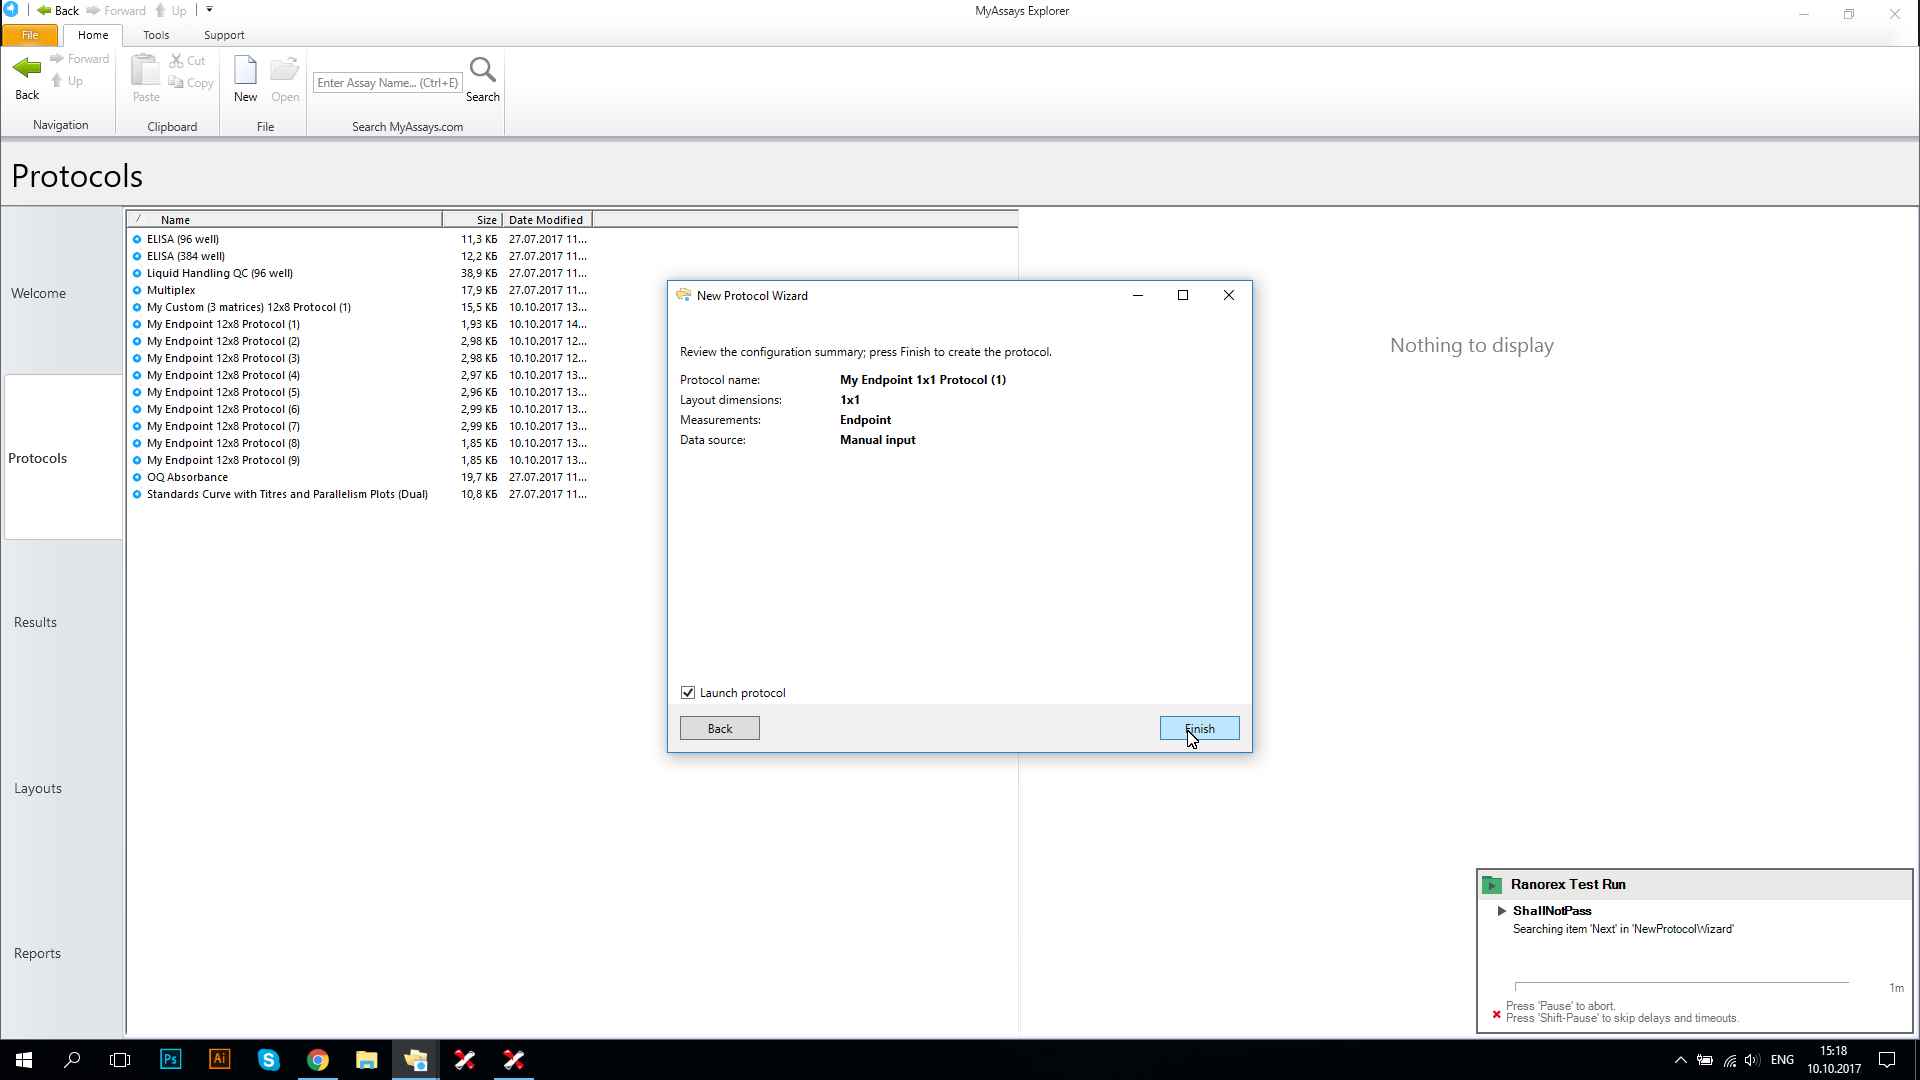 Back Forward Up
MyAssays Explorer
File Home Tools Support
Back
Forward
Up
Navigation
Paste
Cut
Copy
Clipboard
New
Open
File
Enter Assay Name... (Ctrl+E)
Search
Search MyAssays.com
Protocols
Welcome
Protocols
Results
Layouts
Reports
Name Size Date Modified
ELISA (96 well) 11,3 КБ 27.07.2017 11...
ELISA (384 well) 12,2 КБ 27.07.2017 11...
Liquid Handling QC (96 well) 38,9 КБ 27.07.2017 11...
Multiplex 17,9 КБ 27.07.2017 11...
My Custom (3 matrices) 12x8 Protocol (1) 15,5 КБ 10.10.2017 13...
My Endpoint 12x8 Protocol (1) 1,93 КБ 10.10.2017 14...
My Endpoint 12x8 Protocol (2) 2,98 КБ 10.10.2017 12...
My Endpoint 12x8 Protocol (3) 2,98 КБ 10.10.2017 12...
My Endpoint 12x8 Protocol (4) 2,97 КБ 10.10.2017 13...
My Endpoint 12x8 Protocol (5) 2,96 КБ 10.10.2017 13...
My Endpoint 12x8 Protocol (6) 2,99 КБ 10.10.2017 13...
My Endpoint 12x8 Protocol (7) 2,99 КБ 10.10.2017 13...
My Endpoint 12x8 Protocol (8) 1,85 КБ 10.10.2017 13...
My Endpoint 12x8 Protocol (9) 1,85 КБ 10.10.2017 13...
OQ Absorbance 19,7 КБ 27.07.2017 11...
Standards Curve with Titres and Parallelism Plots (Dual) 10,8 КБ 27.07.2017 11...
Nothing to display
New Protocol Wizard
Review the configuration summary; press Finish to create the protocol.
Protocol name: My Endpoint 1x1 Protocol (1)
Layout dimensions: 1x1
Measurements: Endpoint
Data source: Manual input
Launch protocol
Back Finish
Ranorex Test Run
ShallNotPass
Searching item 'Next' in 'NewProtocolWizard'
1m
Press 'Pause' to abort.
Press 'Shift-Pause' to skip delays and timeouts.
Ps Ai
ENG
15:18
10.10.2017